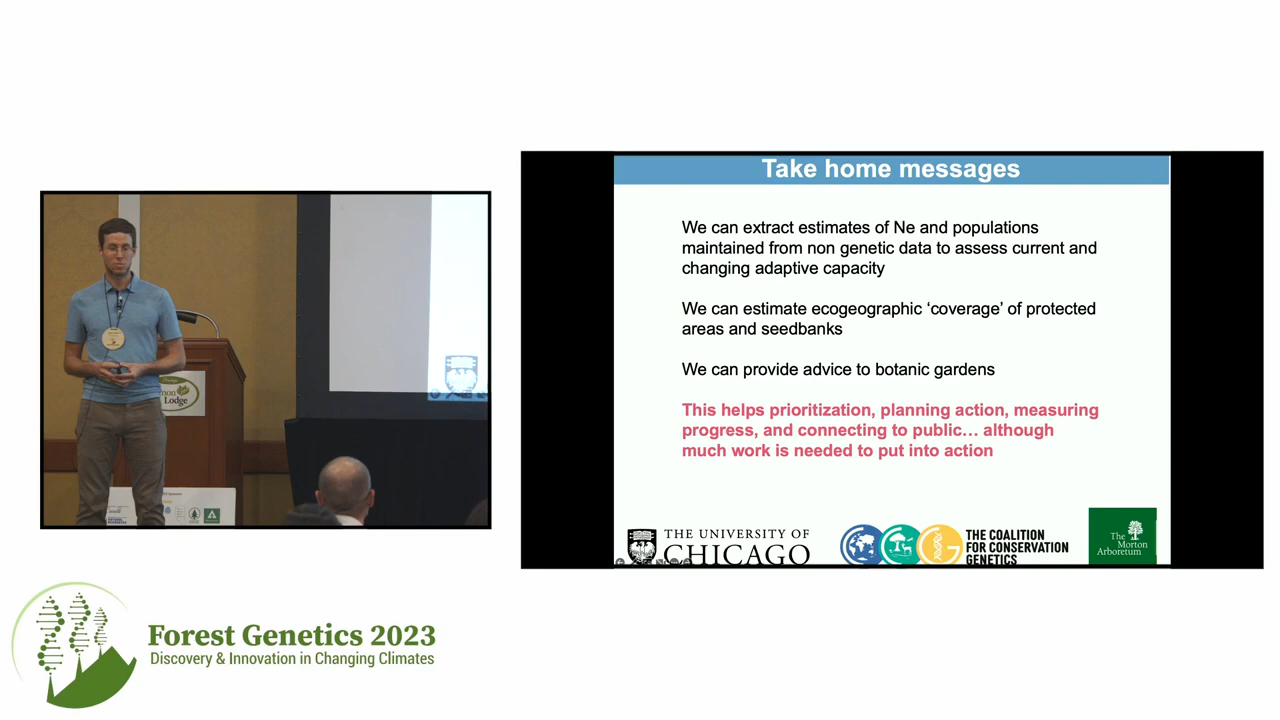 Take home messages
We can extract estimates of Ne and populations
maintained from non genetic data to assess current and
changing adaptive capacity
We can estimate ecogeographic ‘coverage’ of protected
areas and seedbanks
We can provide advice to botanic gardens
This helps prioritization, planning action, measuring
progress, and connecting to public… although
much work is needed to put into action
THE UNIVERSITY OF
CHICAGO
THE COALITION
FOR CONSERVATION
GENETICS
The
Morton
Arboretum
Lodge
Forest Genetics 2023
Discovery & Innovation in Changing Climates